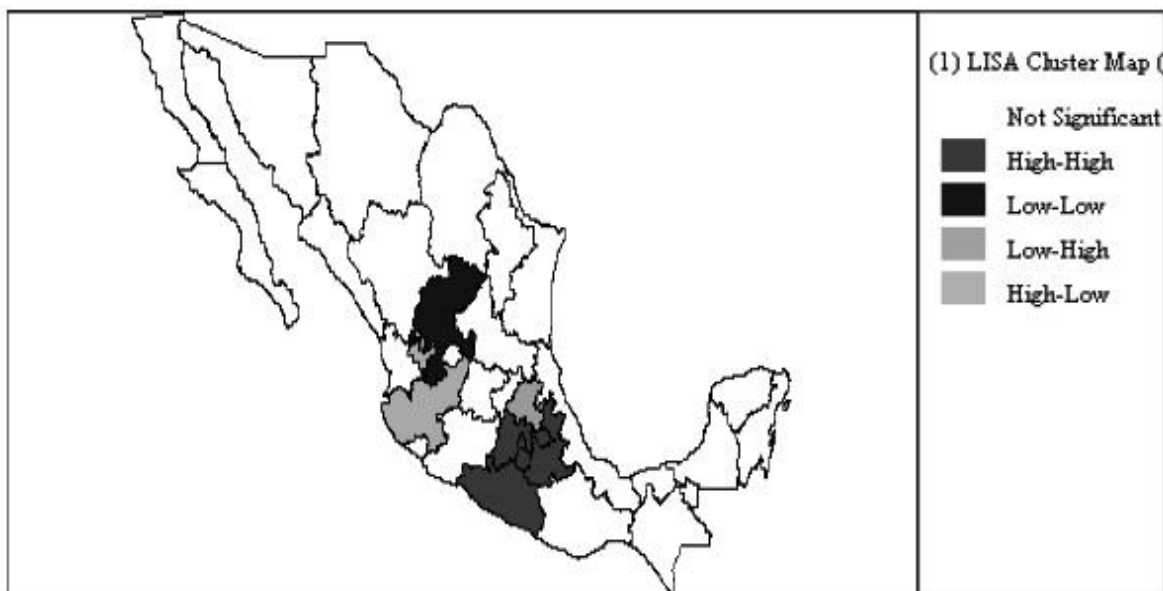 (1) LISA Cluster Map (
Not Significant
High-High
Low-Low
Low-High
High-Low